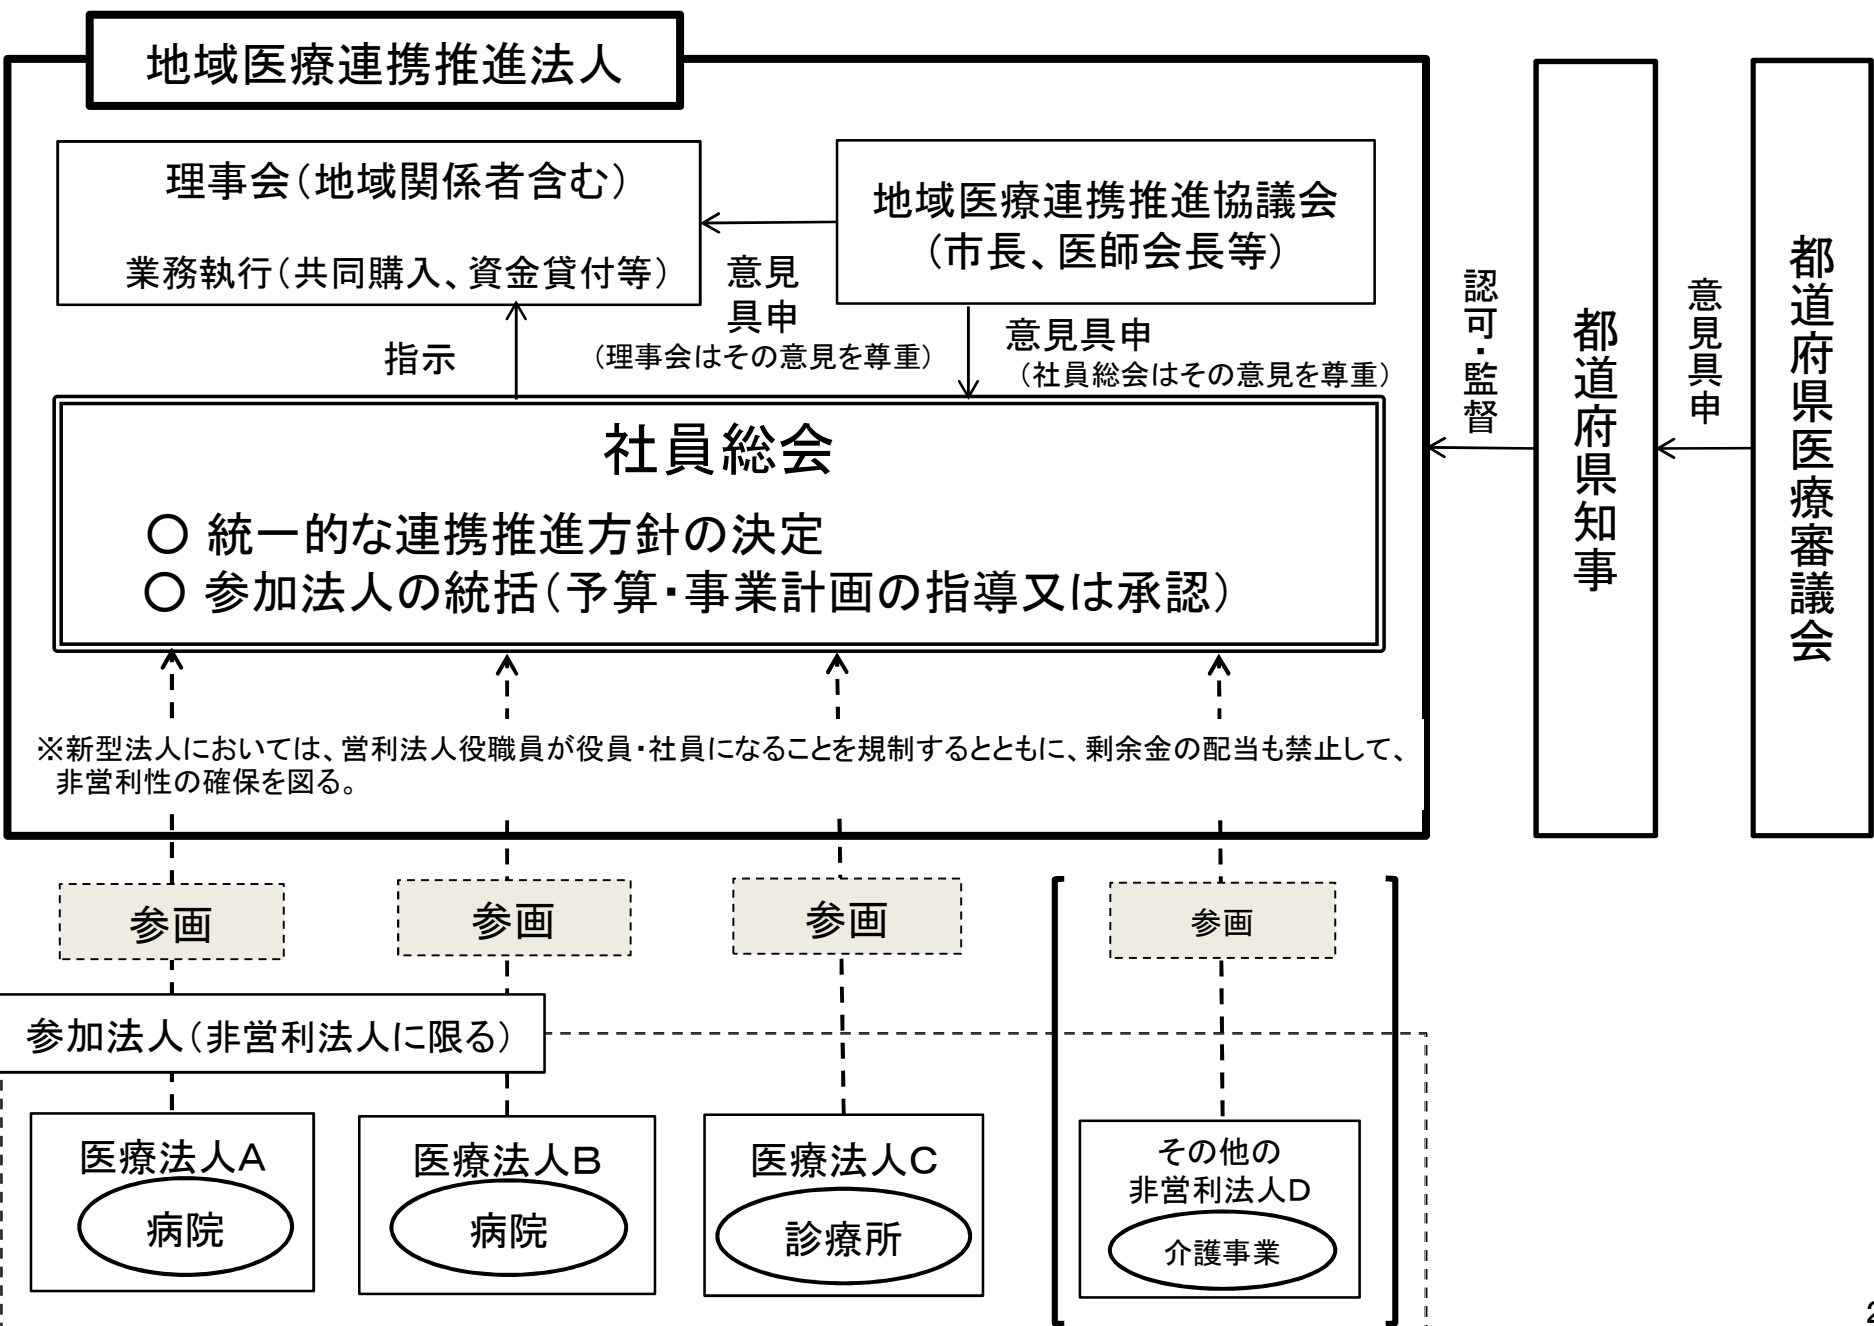 地域医療連携推進法人
理事会(地域関係者含む)
業務執行(共同購入、資金貸付等)
地域医療連携推進協議会
(市長、医師会長等)
意見
具申
(理事会はその意見を尊重)
指示
意見具申
(社員総会はその意見を尊重)
社員総会
○ 統一的な連携推進方針の決定
○ 参加法人の統括(予算・事業計画の指導又は承認)
※新型法人においては、営利法人役職員が役員・社員になることを規制するとともに、剰余金の配当も禁止して、
非営利性の確保を図る。
認可・監督
都道府県知事
意見具申
都道府県医療審議会
参画
参画
参画
参画
参加法人(非営利法人に限る)
医療法人A
病院
医療法人B
病院
医療法人C
診療所
その他の
非営利法人D
介護事業